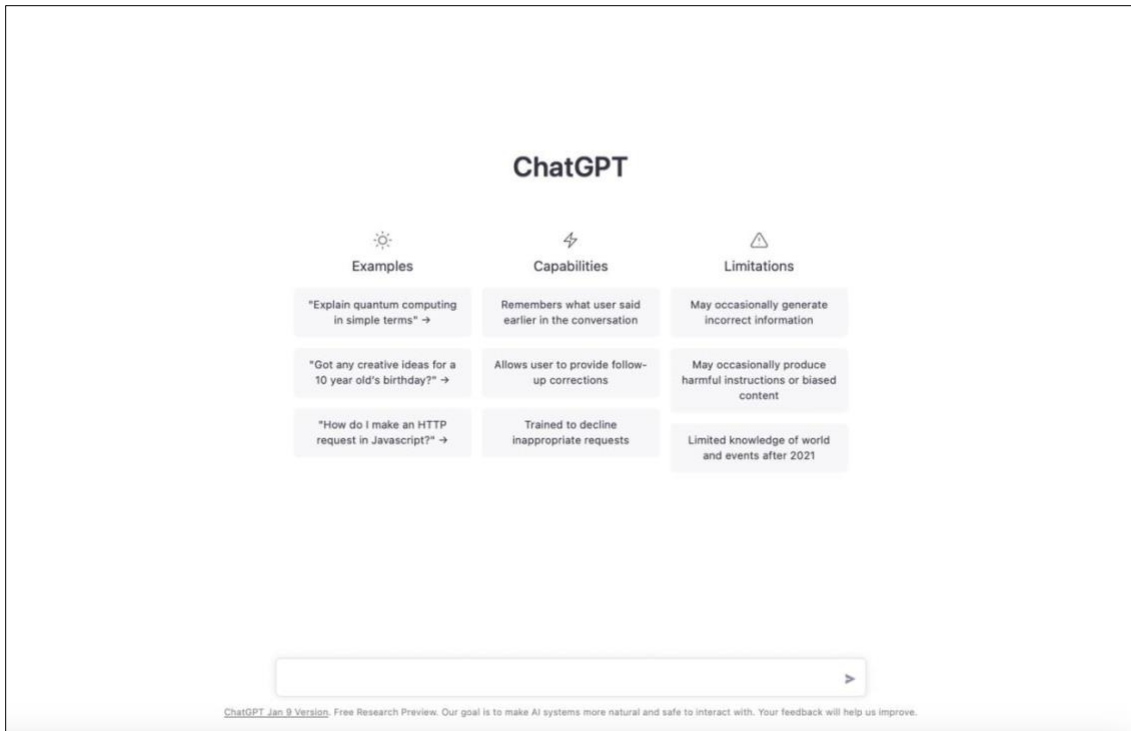 ChatGPT
Examples
"Explain quantum computing
in simple terms" →
"Got any creative ideas for a
10 year old's birthday?" →
"How do I make an HTTP
request in Javascript?" →
Capabilities
Remembers what user said
earlier in the conversation
Allows user to provide follow-
up corrections
Trained to decline
inappropriate requests
Limitations
May occasionally generate
incorrect information
May occasionally produce
harmful instructions or biased
content
Limited knowledge of world
and events after 2021
ChatGPT Jan 9 Version. Free Research Preview. Our goal is to make AI systems more natural and safe to interact with. Your feedback will help us improve.